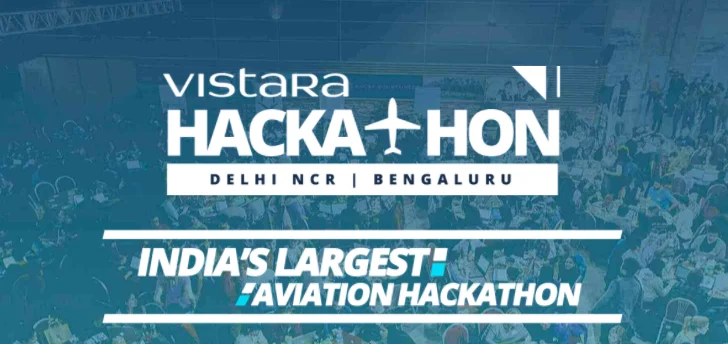 VISTARA
HACKATHON
DELHI NCR | BENGALURU
INDIA'S LARGEST
AVIATION HACKATHON